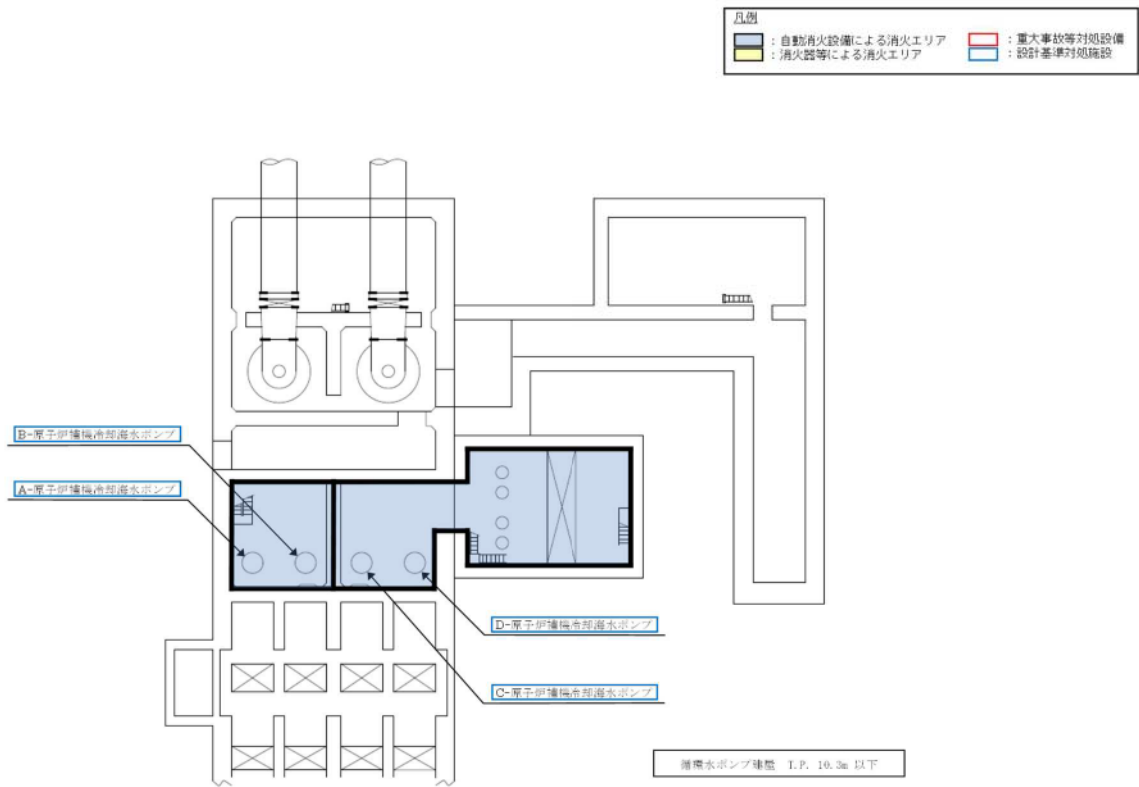 凡例
：自動消火設備による消火エリア
：重大事故等対処設備
：消火器等による消火エリア
：設計基準対処施設
B-原子炉補機冷却海水ポンプ
A-原子炉補機冷却海水ポンプ
D-原子炉補機冷却海水ポンプ
C-原子炉補機冷却海水ポンプ
循環水ポンプ建屋 T.P. 10.3m 以下